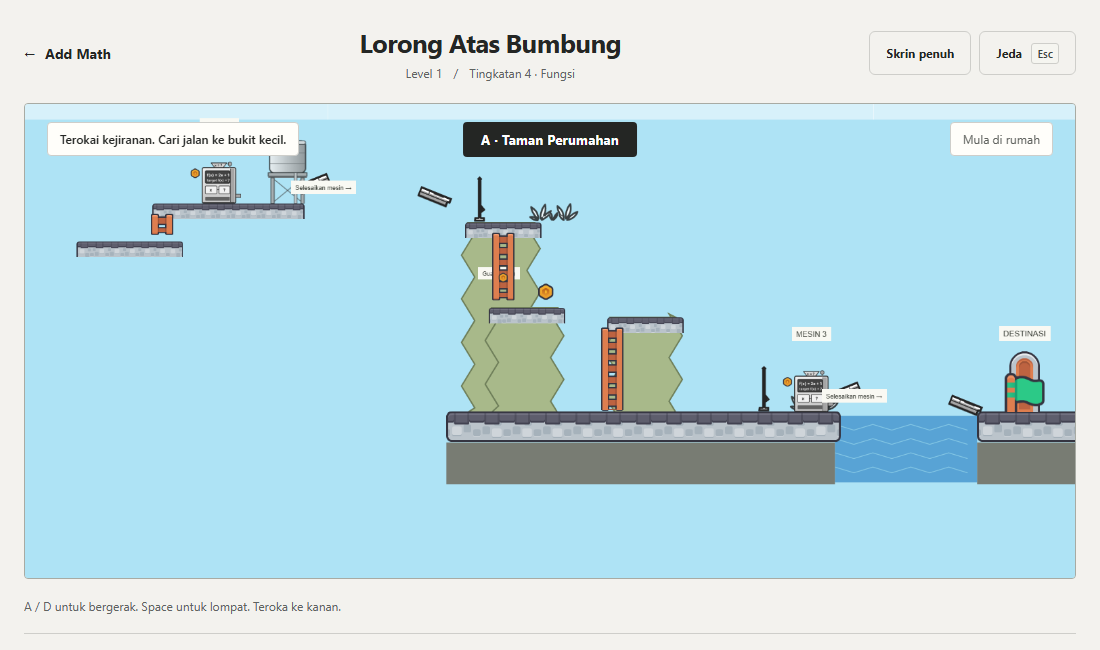 ← Add Math
Lorong Atas Bumbung
Level 1 / Tingkatan 4 · Fungsi
Skrin penuh
Jeda Esc
Terokai kejiranan. Cari jalan ke bukit kecil.
A · Taman Perumahan
Mula di rumah
Selesaikan mesin →
MESIN 3
DESTINASI
Selesaikan mesin →
A / D untuk bergerak. Space untuk lompat. Teroka ke kanan.